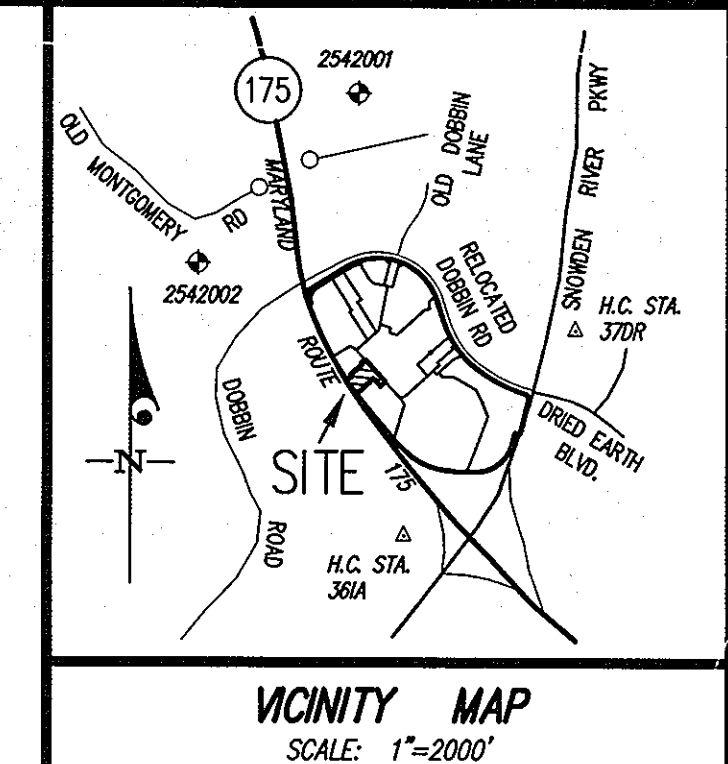 2542001
175
OLD MONTGOMERY RD
MARYLAND
DOBBIN
LANE
OLD
SNOWDEN RIVER PKWY
2542002
RELOCATED
DOBBIN RD
H.C. STA.
37DR
ROUTE
DOBBIN
ROAD
N
SITE
175
DRIED EARTH
BLVD.
H.C. STA.
361A
VICINITY MAP
SCALE: 1"=2000'